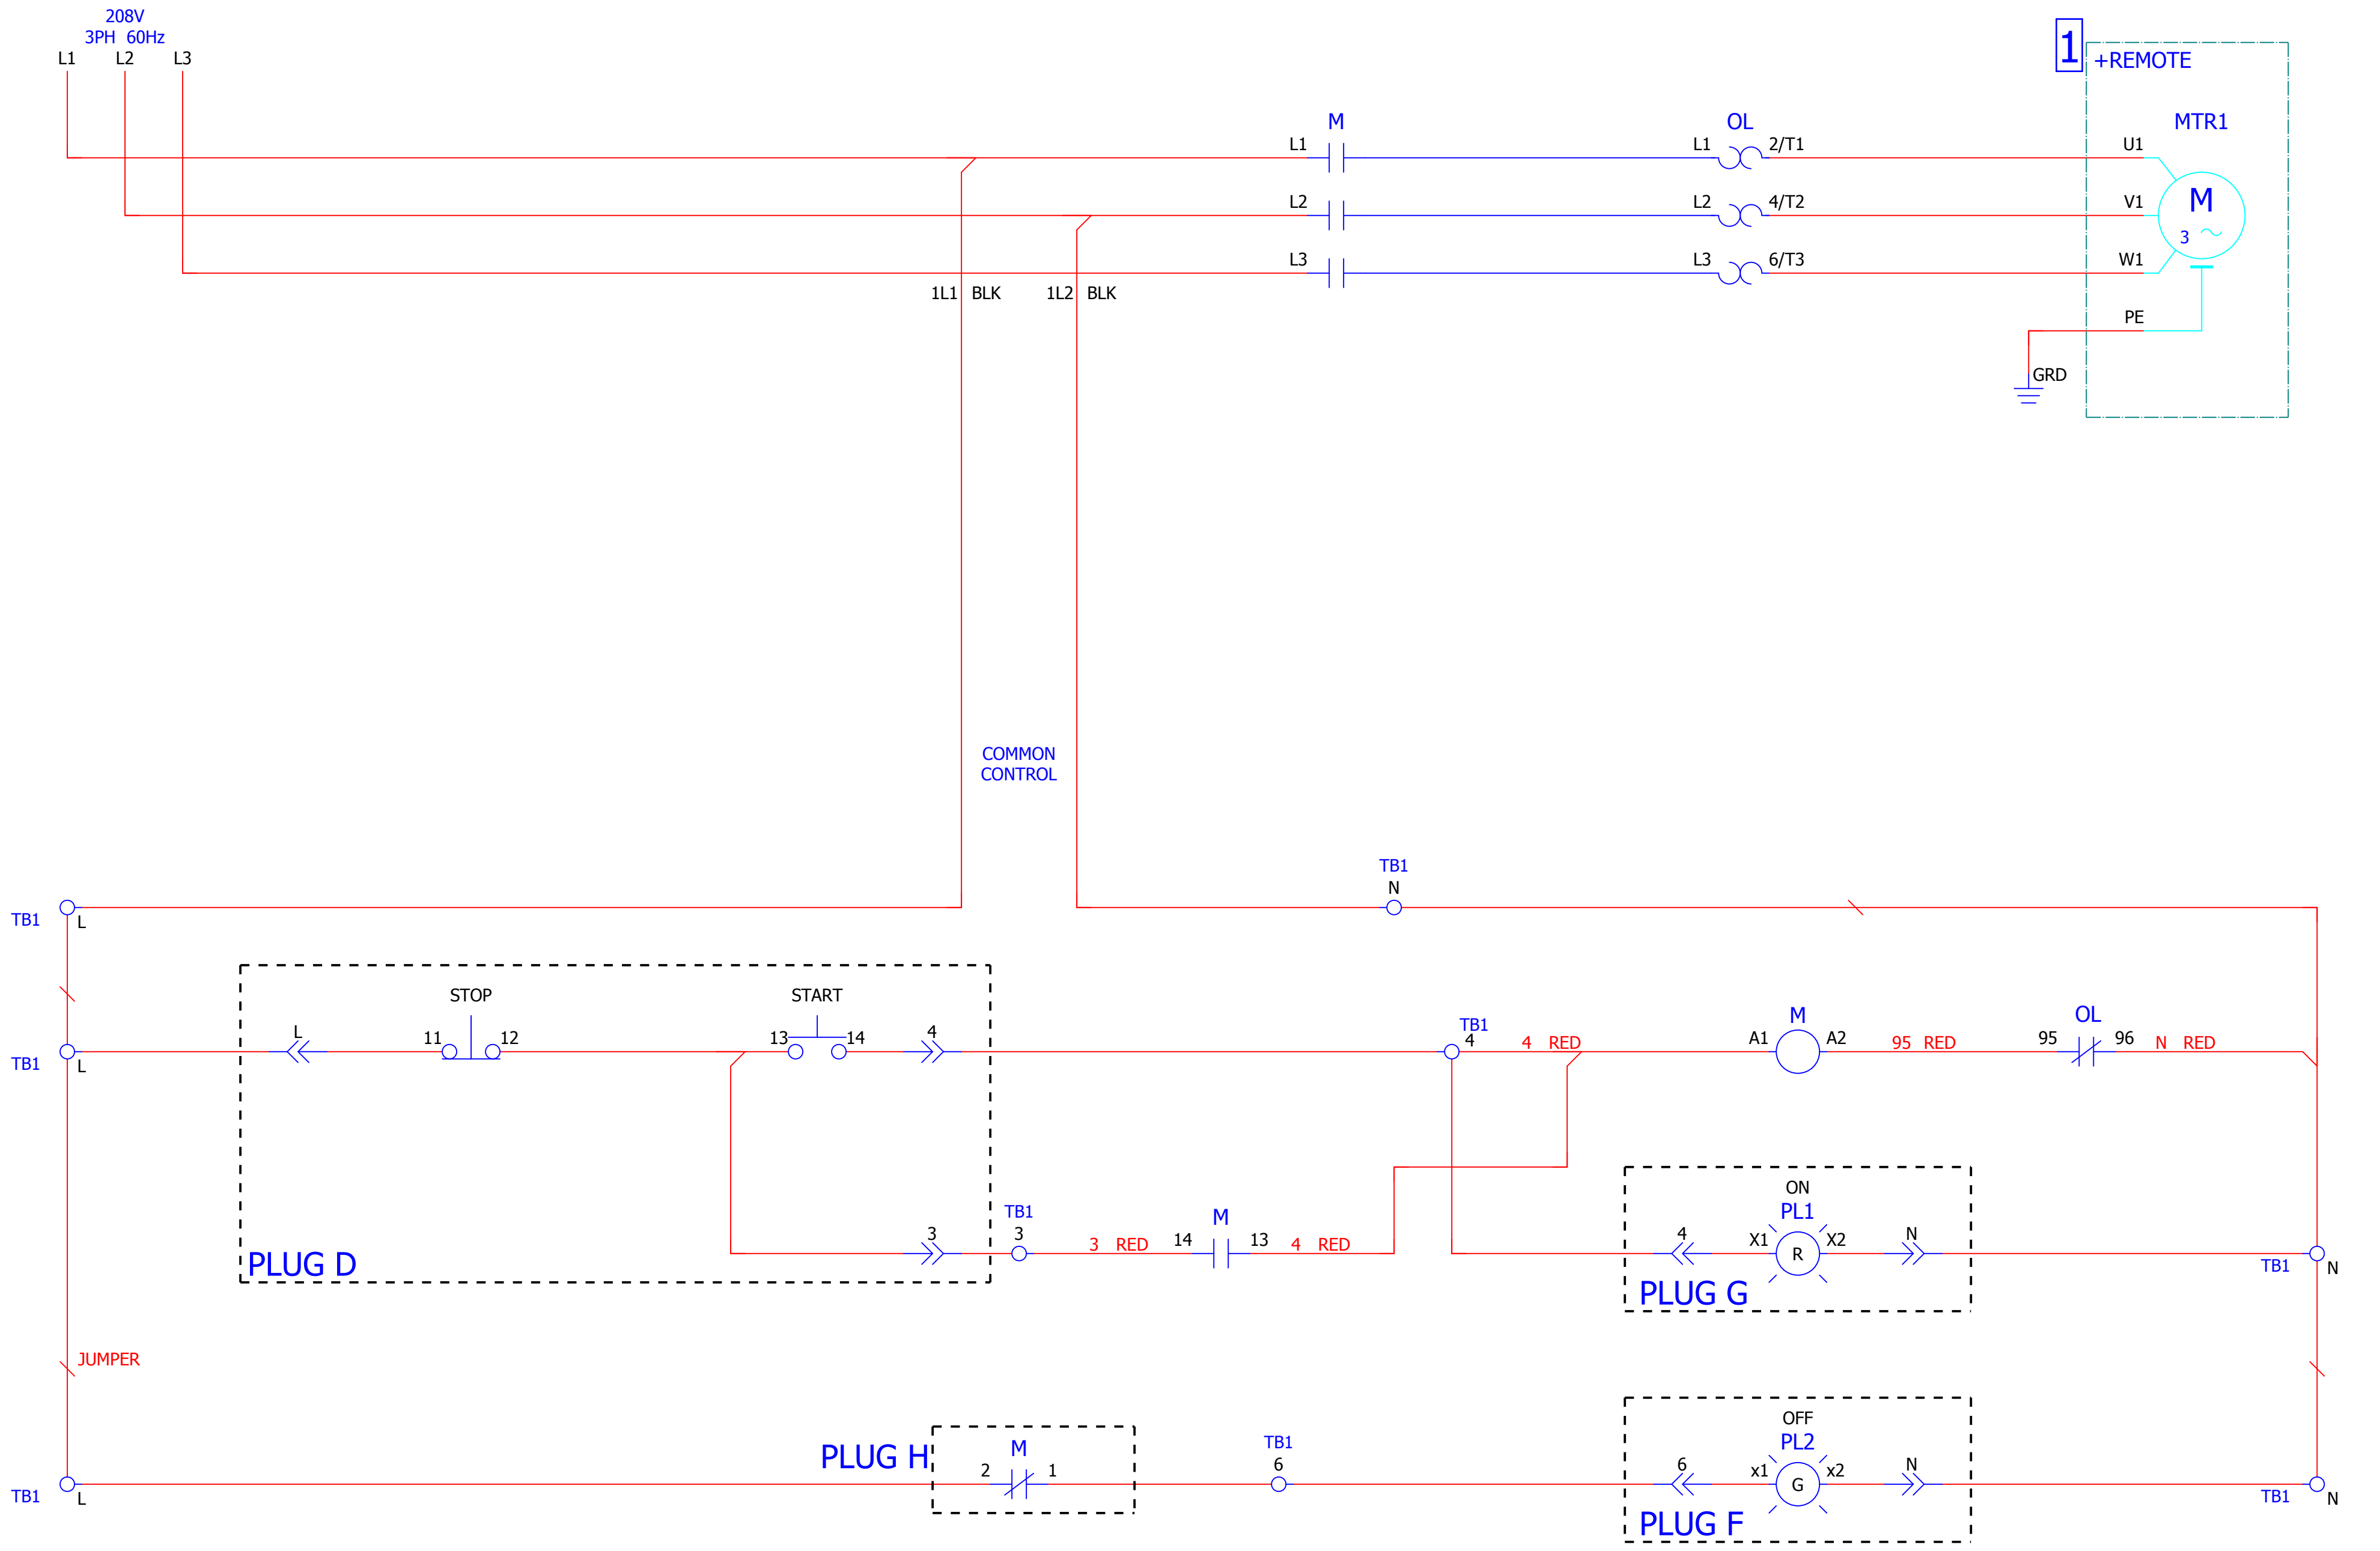 208V
3PH 60Hz
L1 L2 L3
1
+REMOTE
M OL MTR1
L1 L1 2/T1 U1
L2 L2 4/T2 V1
M
3
L3 L3 6/T3 W1
1L1 BLK 1L2 BLK
PE
GRD
COMMON
CONTROL
TB1
N
TB1 L
STOP START
L 11 12 13 14 4
TB1
4 4 RED
M
A1 A2 95 RED
OL
95 96 N RED
TB1 L
ON
PL1
TB1
3 3 3 RED
M
14 13 4 RED
4 X1 R X2 N
TB1 N
PLUG D
PLUG G
JUMPER
OFF
PL2
PLUG H
M
2 1
TB1
6
6 x1 G x2 N
TB1 L
TB1 N
PLUG F